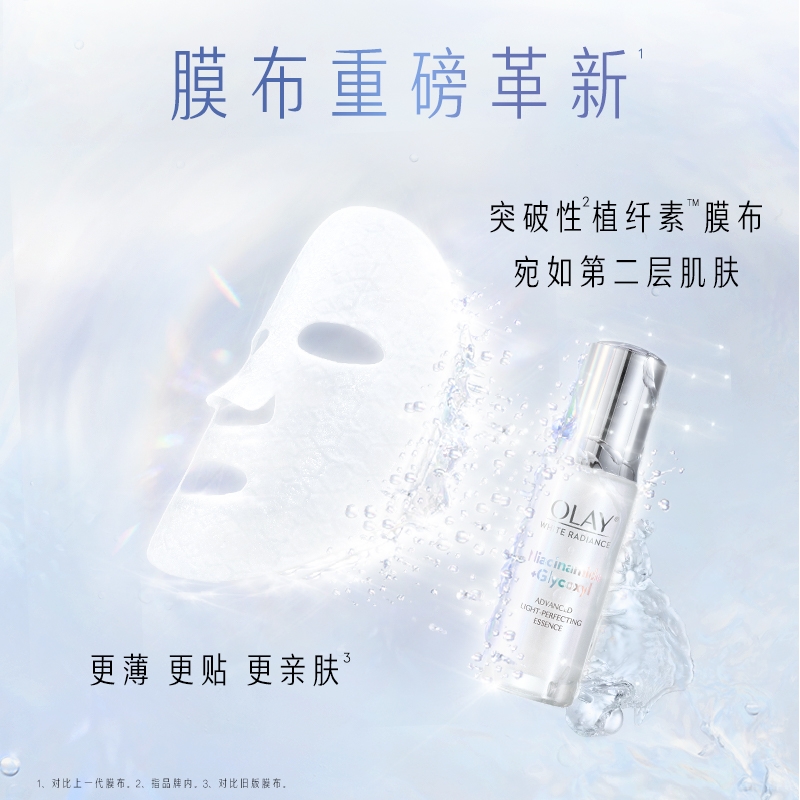 膜布重磅革新1
突破性2植纤素™膜布
宛如第二层肌肤
OLAY®
WHITE RADIANCE
Niacinamide
+Glycoxyl
ADVANCED
LIGHT-PERFECTING
ESSENCE
更薄 更贴 更亲肤3
1、对比上一代膜布。2、指品牌内。3、对比旧版膜布。